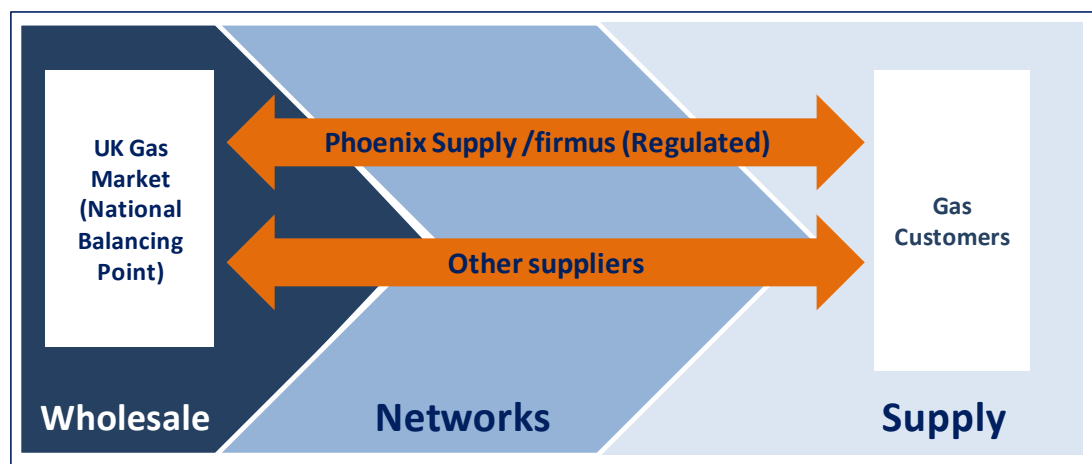 UK Gas
Market
(National
Balancing
Point)
Phoenix Supply /firmus (Regulated)
Other suppliers
Gas
Customers
Wholesale
Networks
Supply